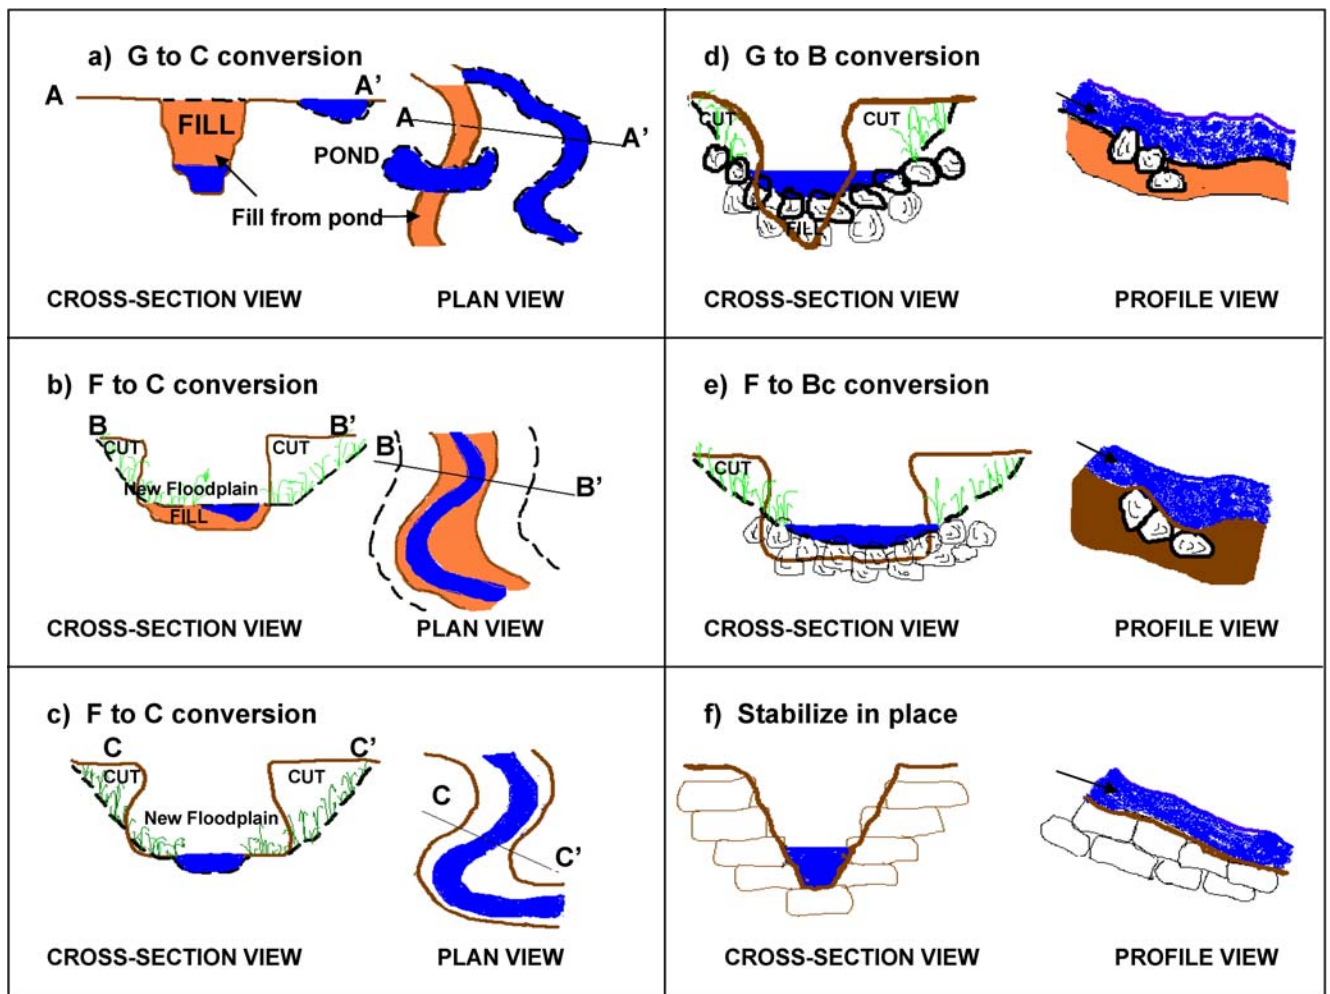 a) G to C conversion
A
A’
FILL
A
A’
POND
Fill from pond
CROSS-SECTION VIEW
PLAN VIEW
b) F to C conversion
B
B’
CUT
CUT
New Floodplain
FILL
B
B’
CROSS-SECTION VIEW
PLAN VIEW
c) F to C conversion
C
C’
CUT
CUT
New Floodplain
C
C’
CROSS-SECTION VIEW
PLAN VIEW
d) G to B conversion
CUT
CUT
FILL
CROSS-SECTION VIEW
PROFILE VIEW
e) F to Bc conversion
CUT
CROSS-SECTION VIEW
PROFILE VIEW
f) Stabilize in place
CROSS-SECTION VIEW
PROFILE VIEW